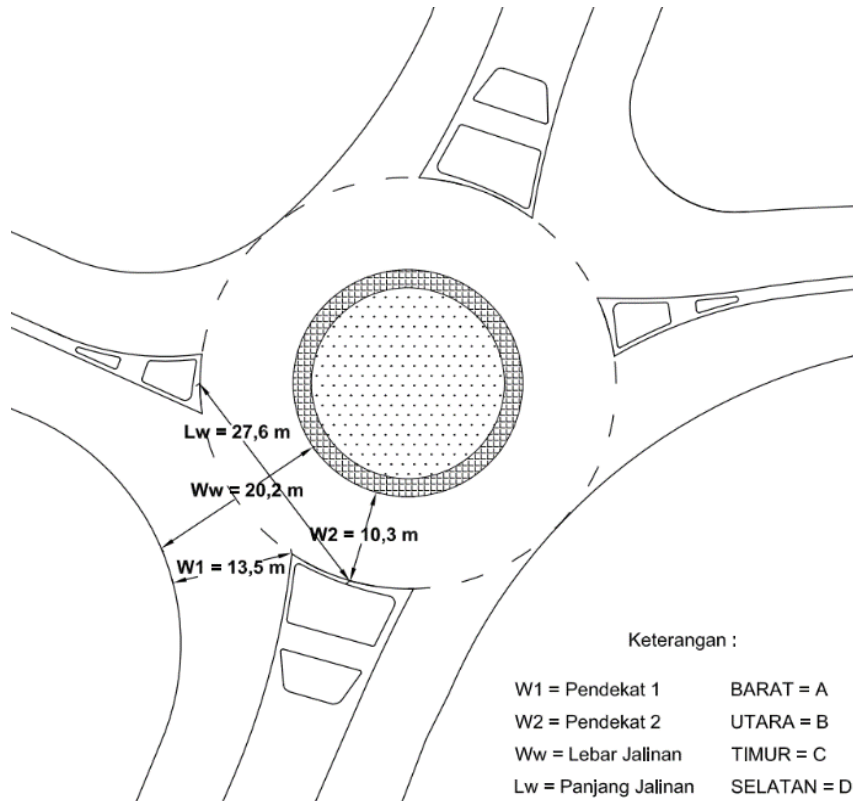 Lw = 27,6 m
Ww = 20,2 m
W2 = 10,3 m
W1 = 13,5 m
Keterangan :
W1 = Pendekat 1 BARAT = A
W2 = Pendekat 2 UTARA = B
Ww = Lebar Jalinan TIMUR = C
Lw = Panjang Jalinan SELATAN = D